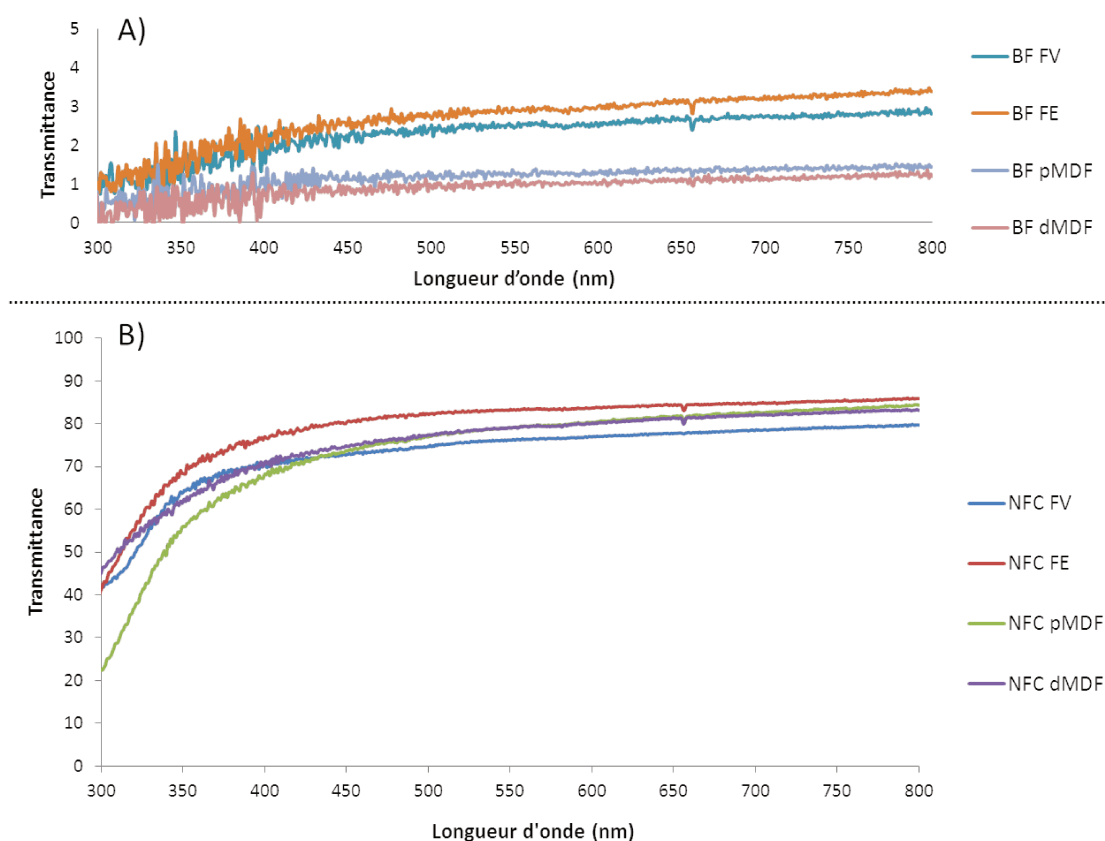 A)
Transmittance
5
4
3
2
1
0
300 350 400 450 500 550 600 650 700 750 800
Longueur d’onde (nm)
BF FV
BF FE
BF pMDF
BF dMDF
B)
Transmittance
100
90
80
70
60
50
40
30
20
10
0
300 350 400 450 500 550 600 650 700 750 800
Longueur d'onde (nm)
NFC FV
NFC FE
NFC pMDF
NFC dMDF